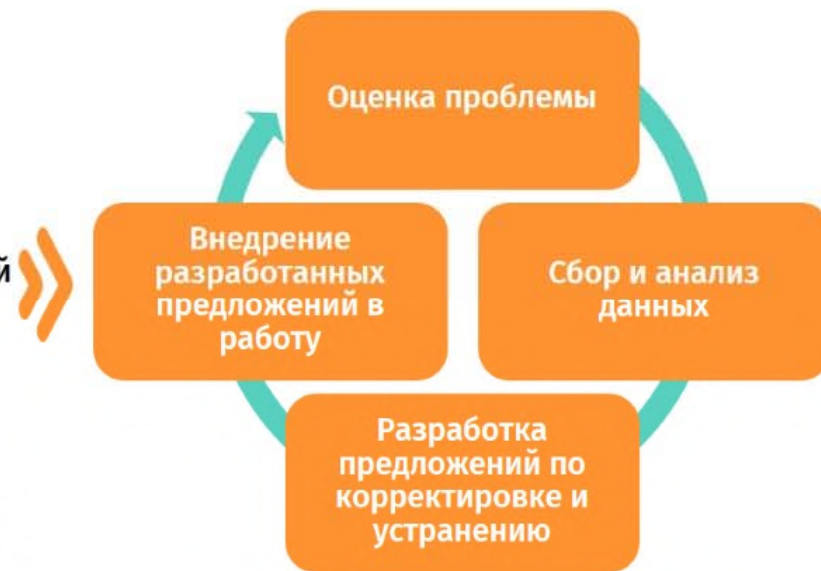 Оценка проблемы
й
Внедрение
разработанных
предложений в
работу
Сбор и анализ
данных
Разработка
предложений по
корректировке и
устранению